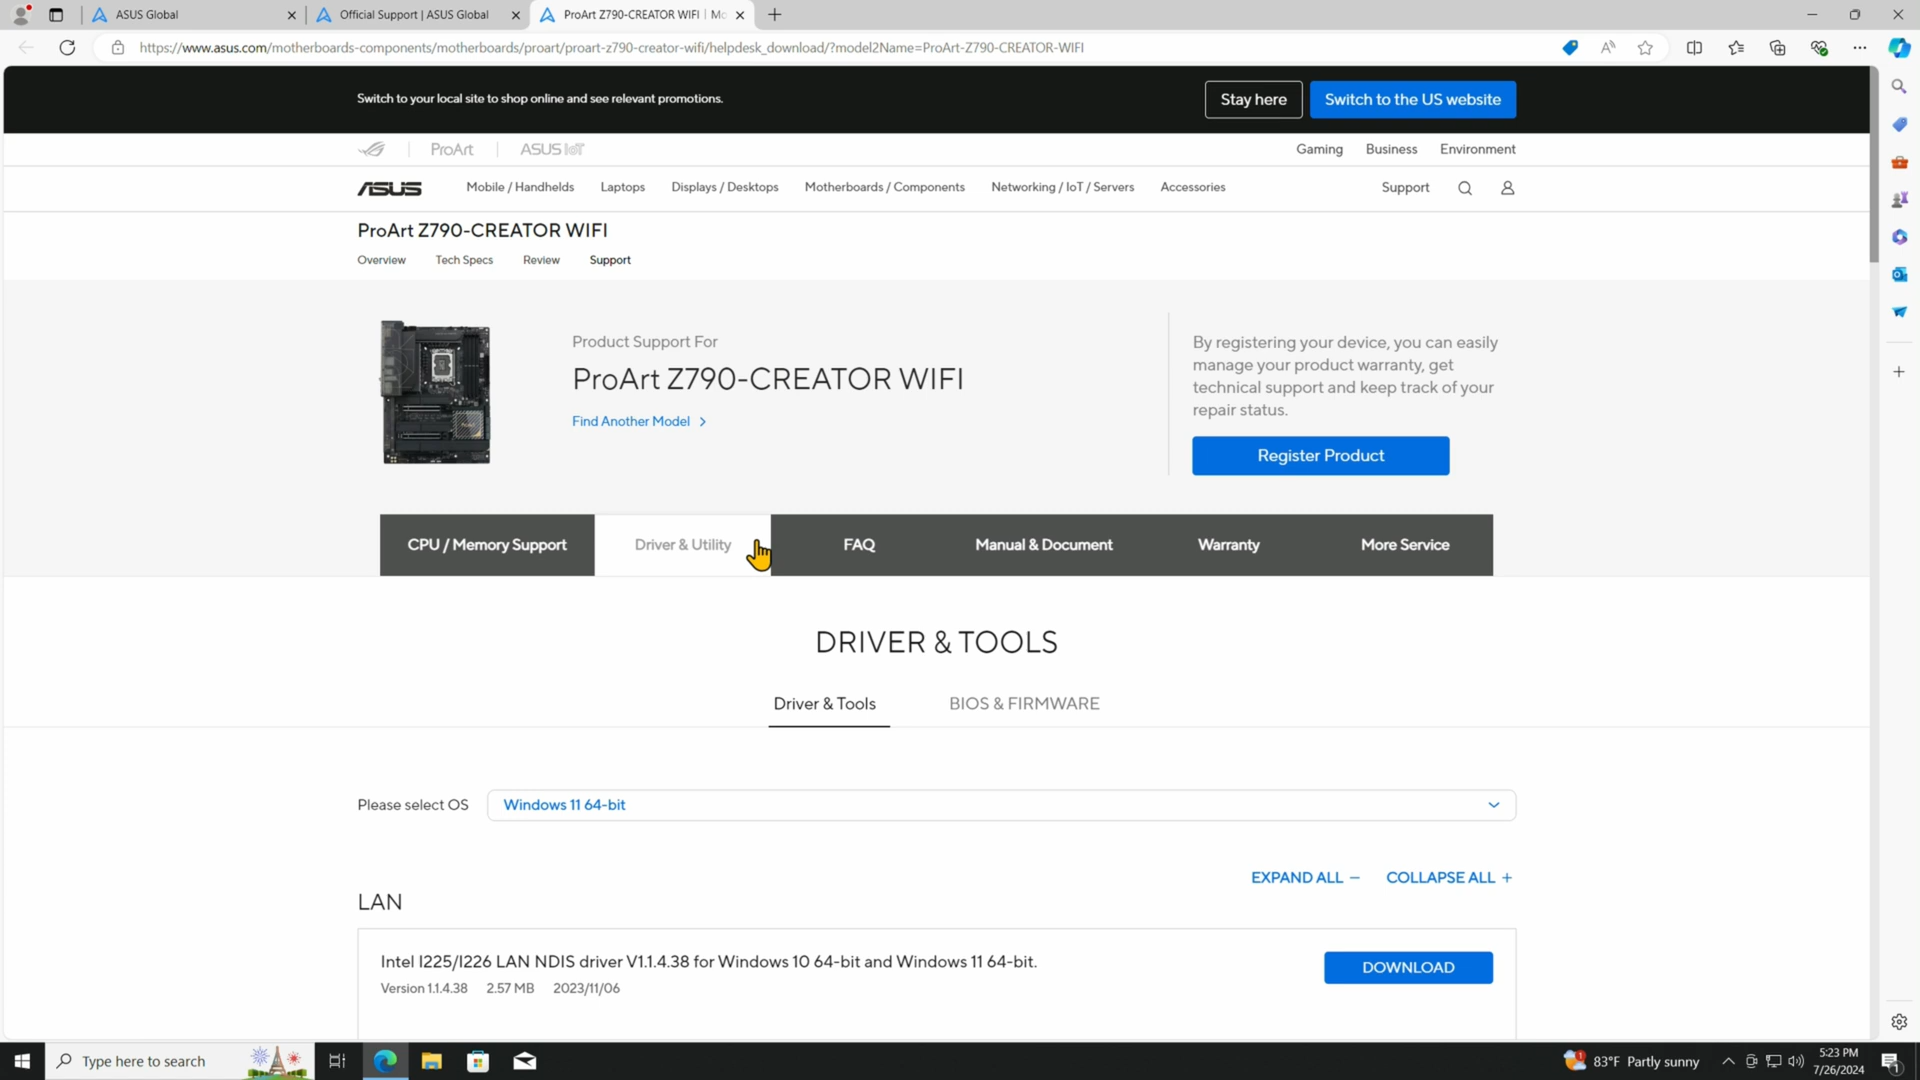 ASUS Global
Official Support | ASUS Global
ProArt Z790-CREATOR WIFI | Mo
https://www.asus.com/motherboards-components/motherboards/proart/proart-z790-creator-wifi/helpdesk_download/?model2Name=ProArt-Z790-CREATOR-WIFI
Switch to your local site to shop online and see relevant promotions.
Stay here
Switch to the US website
ProArt
ASUS IoT
Gaming
Business
Environment
ASUS
Mobile / Handhelds
Laptops
Displays / Desktops
Motherboards / Components
Networking / IoT / Servers
Accessories
Support
ProArt Z790-CREATOR WIFI
Overview
Tech Specs
Review
Support
Product Support For
ProArt Z790-CREATOR WIFI
Find Another Model >
By registering your device, you can easily
manage your product warranty, get
technical support and keep track of your
repair status.
Register Product
CPU / Memory Support
Driver & Utility
FAQ
Manual & Document
Warranty
More Service
DRIVER & TOOLS
Driver & Tools
BIOS & FIRMWARE
Please select OS
Windows 11 64-bit
EXPAND ALL −
COLLAPSE ALL +
LAN
Intel I225/I226 LAN NDIS driver V1.1.4.38 for Windows 10 64-bit and Windows 11 64-bit.
DOWNLOAD
Version 1.1.4.38
2.57 MB
2023/11/06
Type here to search
83°F Partly sunny
5:23 PM
7/26/2024